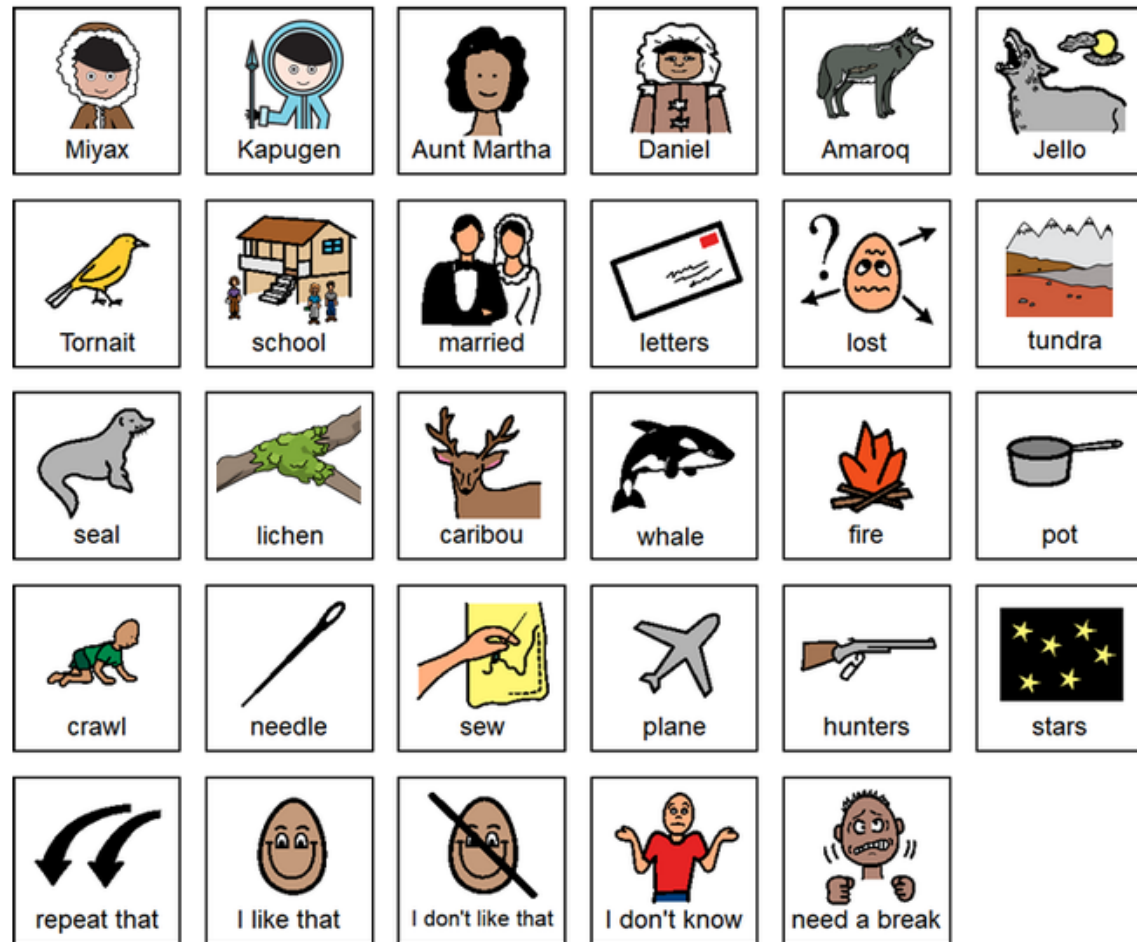 Miyax
Kapugen
Aunt Martha
Daniel
Amaroq
Jello
Tornait
school
married
letters
lost
tundra
seal
lichen
caribou
whale
fire
pot
crawl
needle
sew
plane
hunters
stars
repeat that
I like that
I don't like that
I don't know
need a break